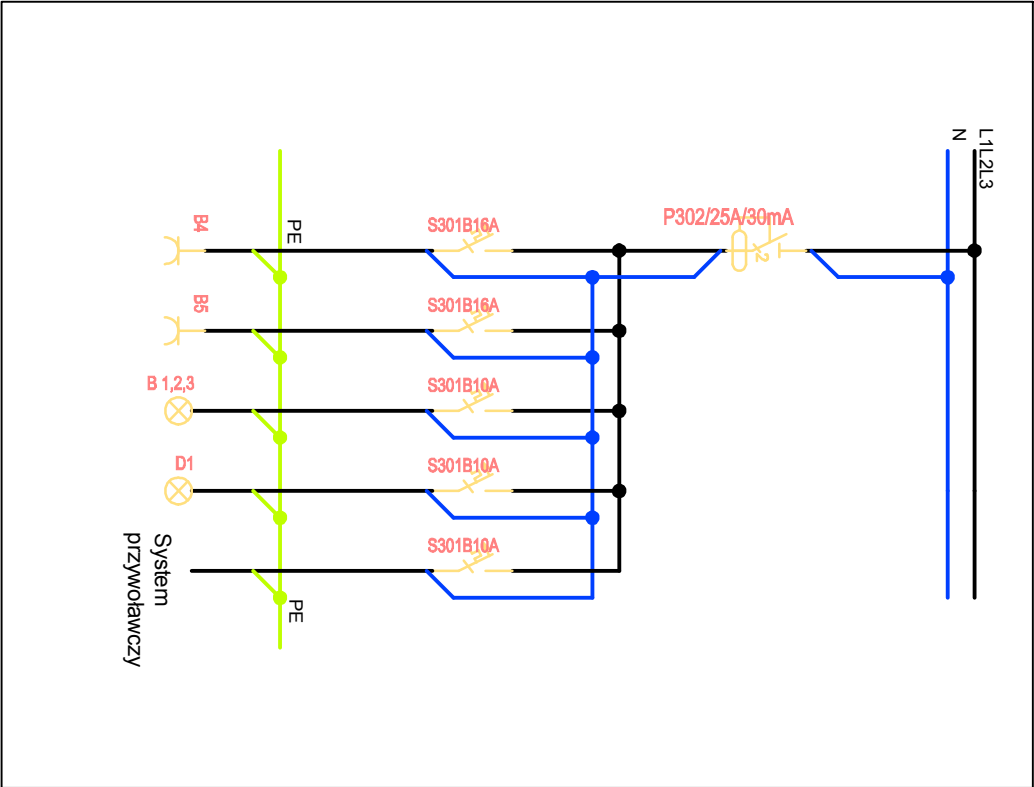 L1L2L3
N
P302/25A/30mA
2
B4
PE
S301B16A
B5
S301B16A
B 1,2,3
S301B10A
D1
S301B10A
System
przywoławczy
S301B10A
PE